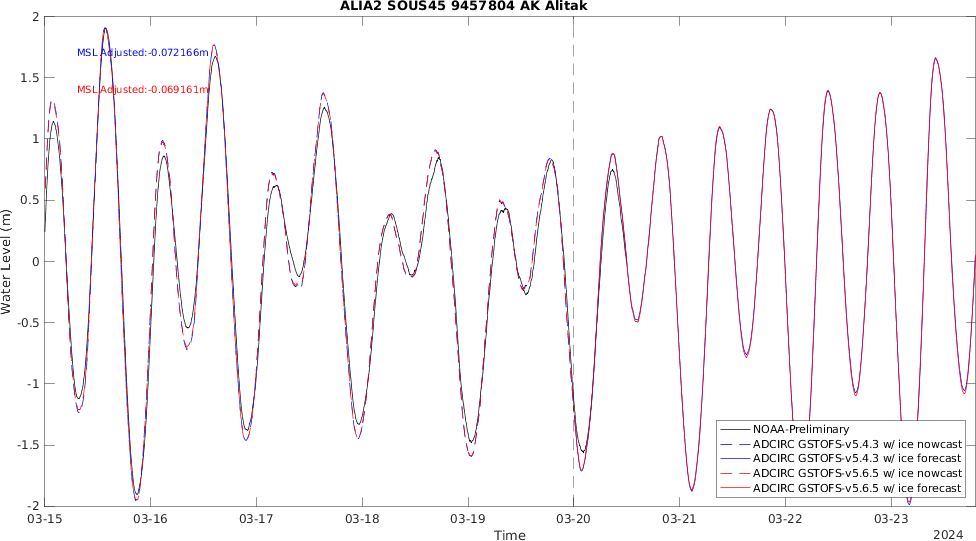 ALIA2 SOUS45 9457804 AK Alitak
2
1.5
1
0.5
0
-0.5
-1
-1.5
-2
Water Level (m)
MSL Adjusted:-0.072166m
MSL Adjusted:-0.069161m
NOAA-Preliminary
ADCIRC GSTOFS-v5.4.3 w/ ice nowcast
ADCIRC GSTOFS-v5.4.3 w/ ice forecast
ADCIRC GSTOFS-v5.6.5 w/ ice nowcast
ADCIRC GSTOFS-v5.6.5 w/ ice forecast
03-15 03-16 03-17 03-18 03-19 03-20 03-21 03-22 03-23
Time
2024